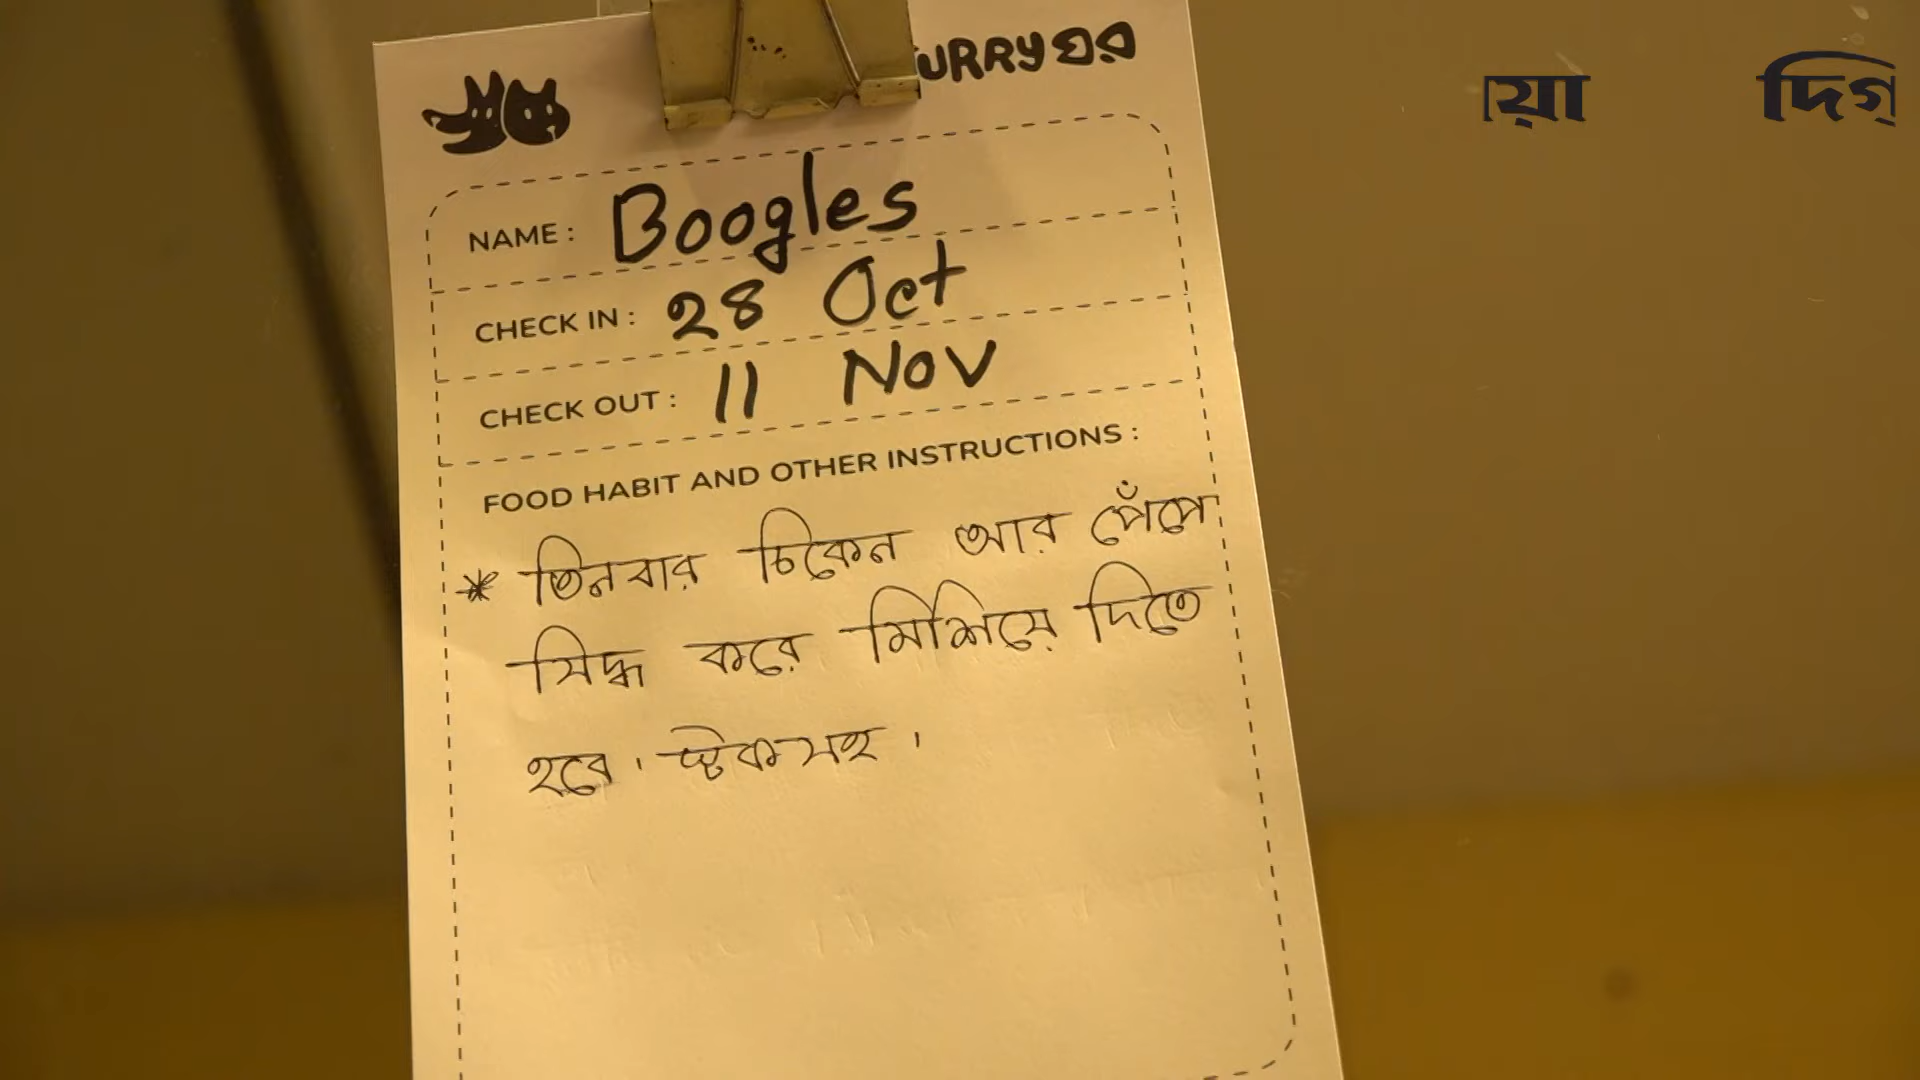 URRY ঘর
NAME : Boogles
CHECK IN : 28 Oct
CHECK OUT : 11 Nov
FOOD HABIT AND OTHER INSTRUCTIONS :
* তিনবার চিকেন আর পেঁপে
সিদ্ধ করে মিশিয়ে দিতে
হবে।
য়া দিগ